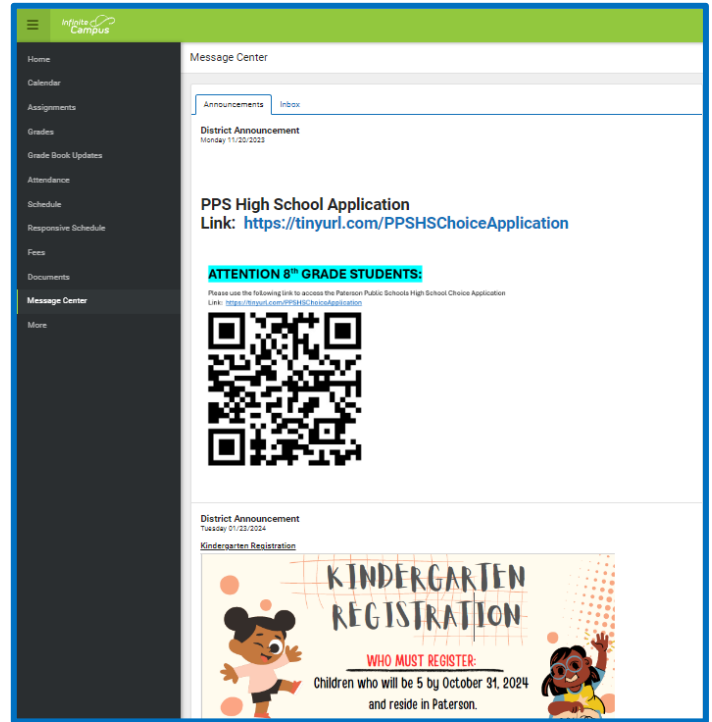 Infinite
Campus
Home
Calendar
Assignments
Grades
Grade Book Updates
Attendance
Schedule
Responsive Schedule
Fees
Documents
Message Center
More
Message Center
Announcements Inbox
District Announcement
Monday 11/20/2023
PPS High School Application
Link: https://tinyurl.com/PPSHSChoiceApplication
ATTENTION 8th GRADE STUDENTS:
Please use the following link to access the Paterson Public Schools High School Choice Application
Link: https://tinyurl.com/PPSHSChoiceApplication
District Announcement
Tuesday 01/23/2024
Kindergarten Registration
KINDERGARTEN
REGISTRATION
WHO MUST REGISTER:
Children who will be 5 by October 31, 2024
and reside in Paterson.